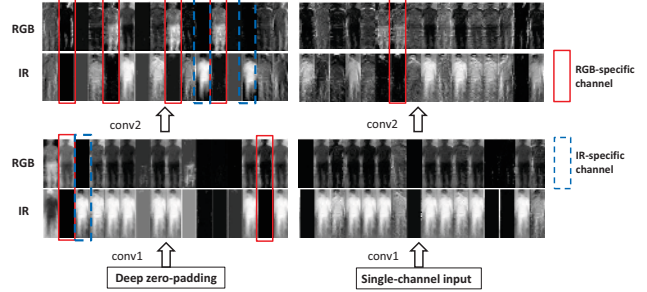 RGB
IR
RGB-specific
channel
conv2
conv2
RGB
IR
IR-specific
channel
conv1
conv1
Deep zero-padding
Single-channel input